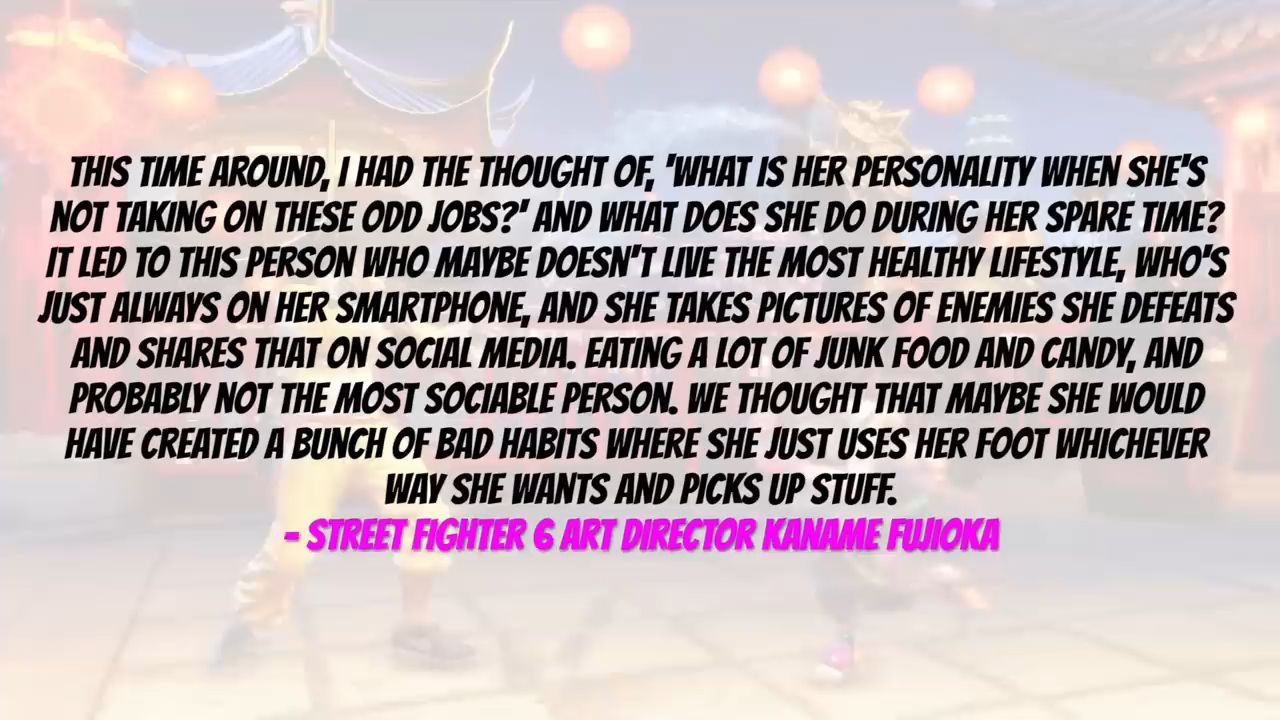 THIS TIME AROUND, I HAD THE THOUGHT OF, 'WHAT IS HER PERSONALITY WHEN SHE'S
NOT TAKING ON THESE ODD JOBS?' AND WHAT DOES SHE DO DURING HER SPARE TIME?
IT LED TO THIS PERSON WHO MAYBE DOESN'T LIVE THE MOST HEALTHY LIFESTYLE, WHO'S
JUST ALWAYS ON HER SMARTPHONE, AND SHE TAKES PICTURES OF ENEMIES SHE DEFEATS
AND SHARES THAT ON SOCIAL MEDIA. EATING A LOT OF JUNK FOOD AND CANDY, AND
PROBABLY NOT THE MOST SOCIABLE PERSON. WE THOUGHT THAT MAYBE SHE WOULD
HAVE CREATED A BUNCH OF BAD HABITS WHERE SHE JUST USES HER FOOT WHICHEVER
WAY SHE WANTS AND PICKS UP STUFF.
- STREET FIGHTER 6 ART DIRECTOR KANAME FUJIOKA